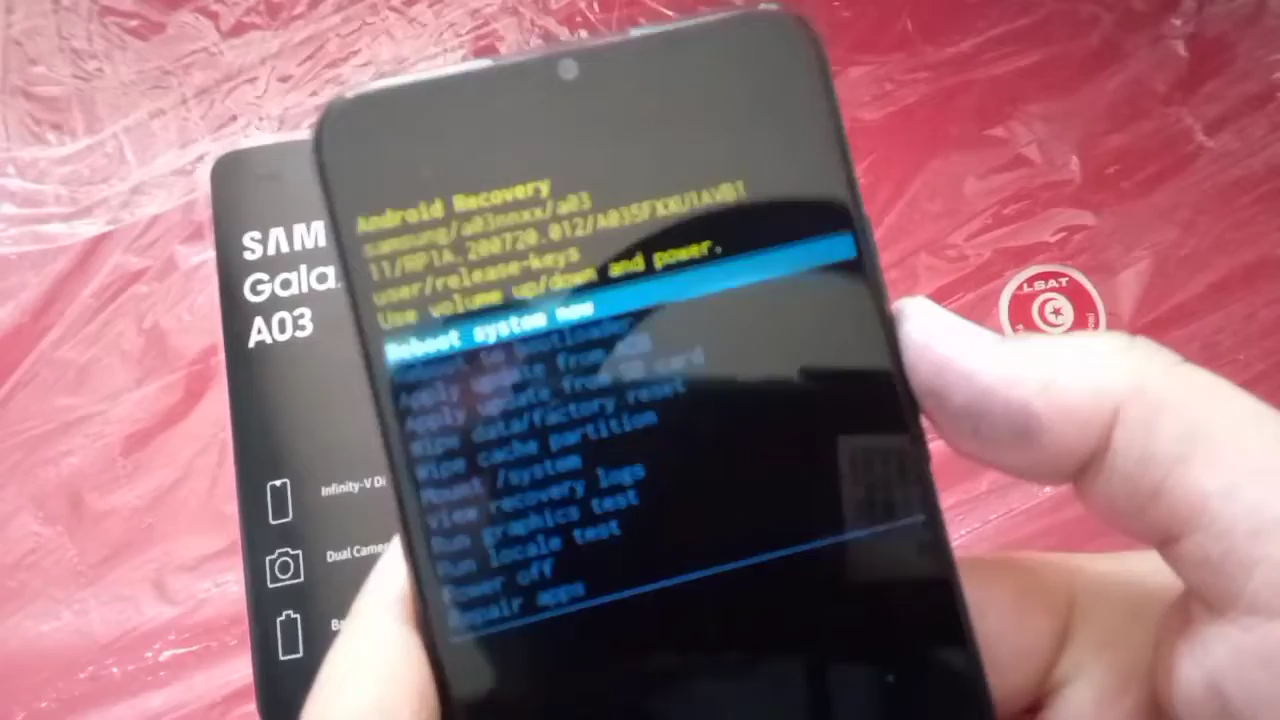 SAM
Gala
A03
Infinity-V Di
Dual Camer
Ba
Android Recovery
samsung/a03nnxx/a03
11/RP1A.200720.012/A035FXXU1AVB1
user/release-keys
Use volume up/down and power.
Reboot system now
to bootloader
Apply update from ADB
Apply update from SD card
Wipe data/factory reset
Wipe cache partition
Mount /system
View recovery logs
Run graphics test
Run locale test
Power off
Repair apps
LSAT